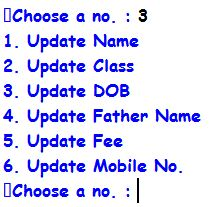 Choose a no. : 3
1. Update Name
2. Update Class
3. Update DOB
4. Update Father Name
5. Update Fee
6. Update Mobile No.
Choose a no. :